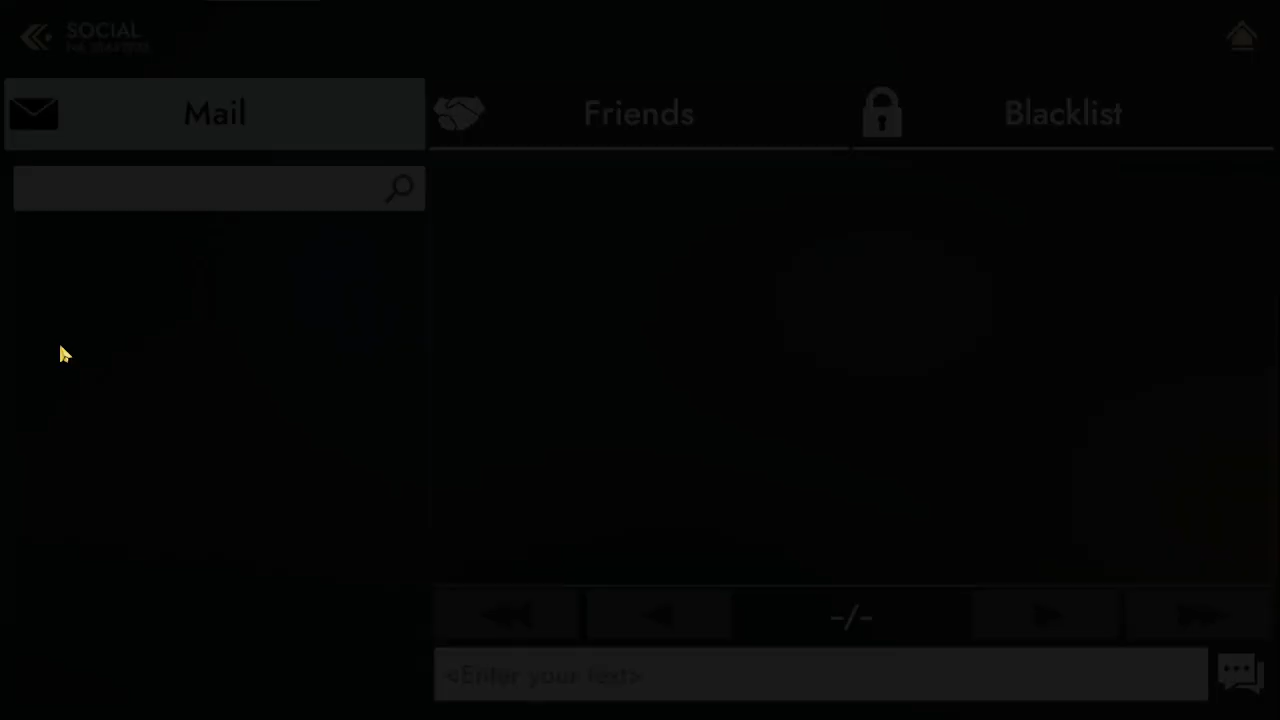 SOCIAL
Mail
Friends
Blacklist
-/-
<Enter your text>